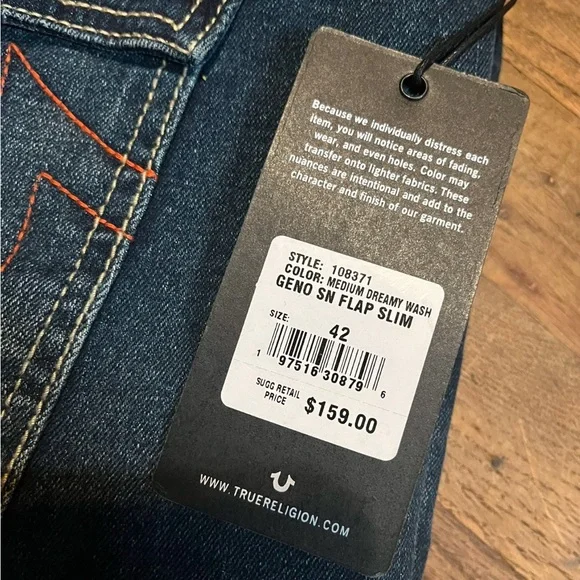 Because we individually distress each
item, you will notice areas of fading,
wear, and even holes. Color may
transfer onto lighter fabrics. These
nuances are intentional and add to the
character and finish of our garment.
STYLE: 108371
COLOR: MEDIUM DREAMY WASH
GENO SN FLAP SLIM
SIZE:
42
1 97516 30879 6
SUGG RETAIL
PRICE
$159.00
WWW.TRUERELIGION.COM